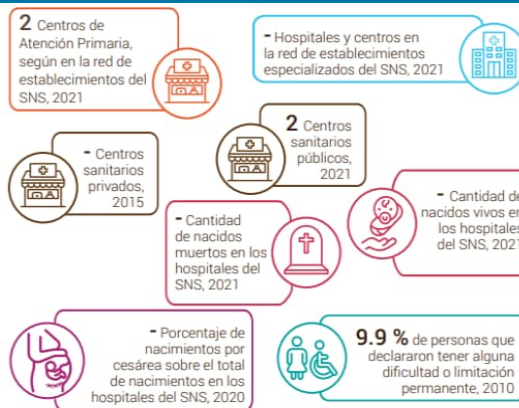 2 Centros de
Atención Primaria,
según en la red de
establecimientos del
SNS, 2021
- Hospitales y centros en
la red de establecimientos
especializados del SNS, 2021
- Centros
sanitarios
privados,
2015
2 Centros
sanitarios
públicos,
2021
- Cantidad
de nacidos
muertos en los
hospitales del
SNS, 2021
- Cantidad de
nacidos vivos en
los hospitales
del SNS, 2021
- Porcentaje de
nacimientos por
cesárea sobre el total
de nacimientos en los
hospitales del SNS, 2020
9.9 % de personas que
declararon tener alguna
dificultad o limitación
permanente, 2010